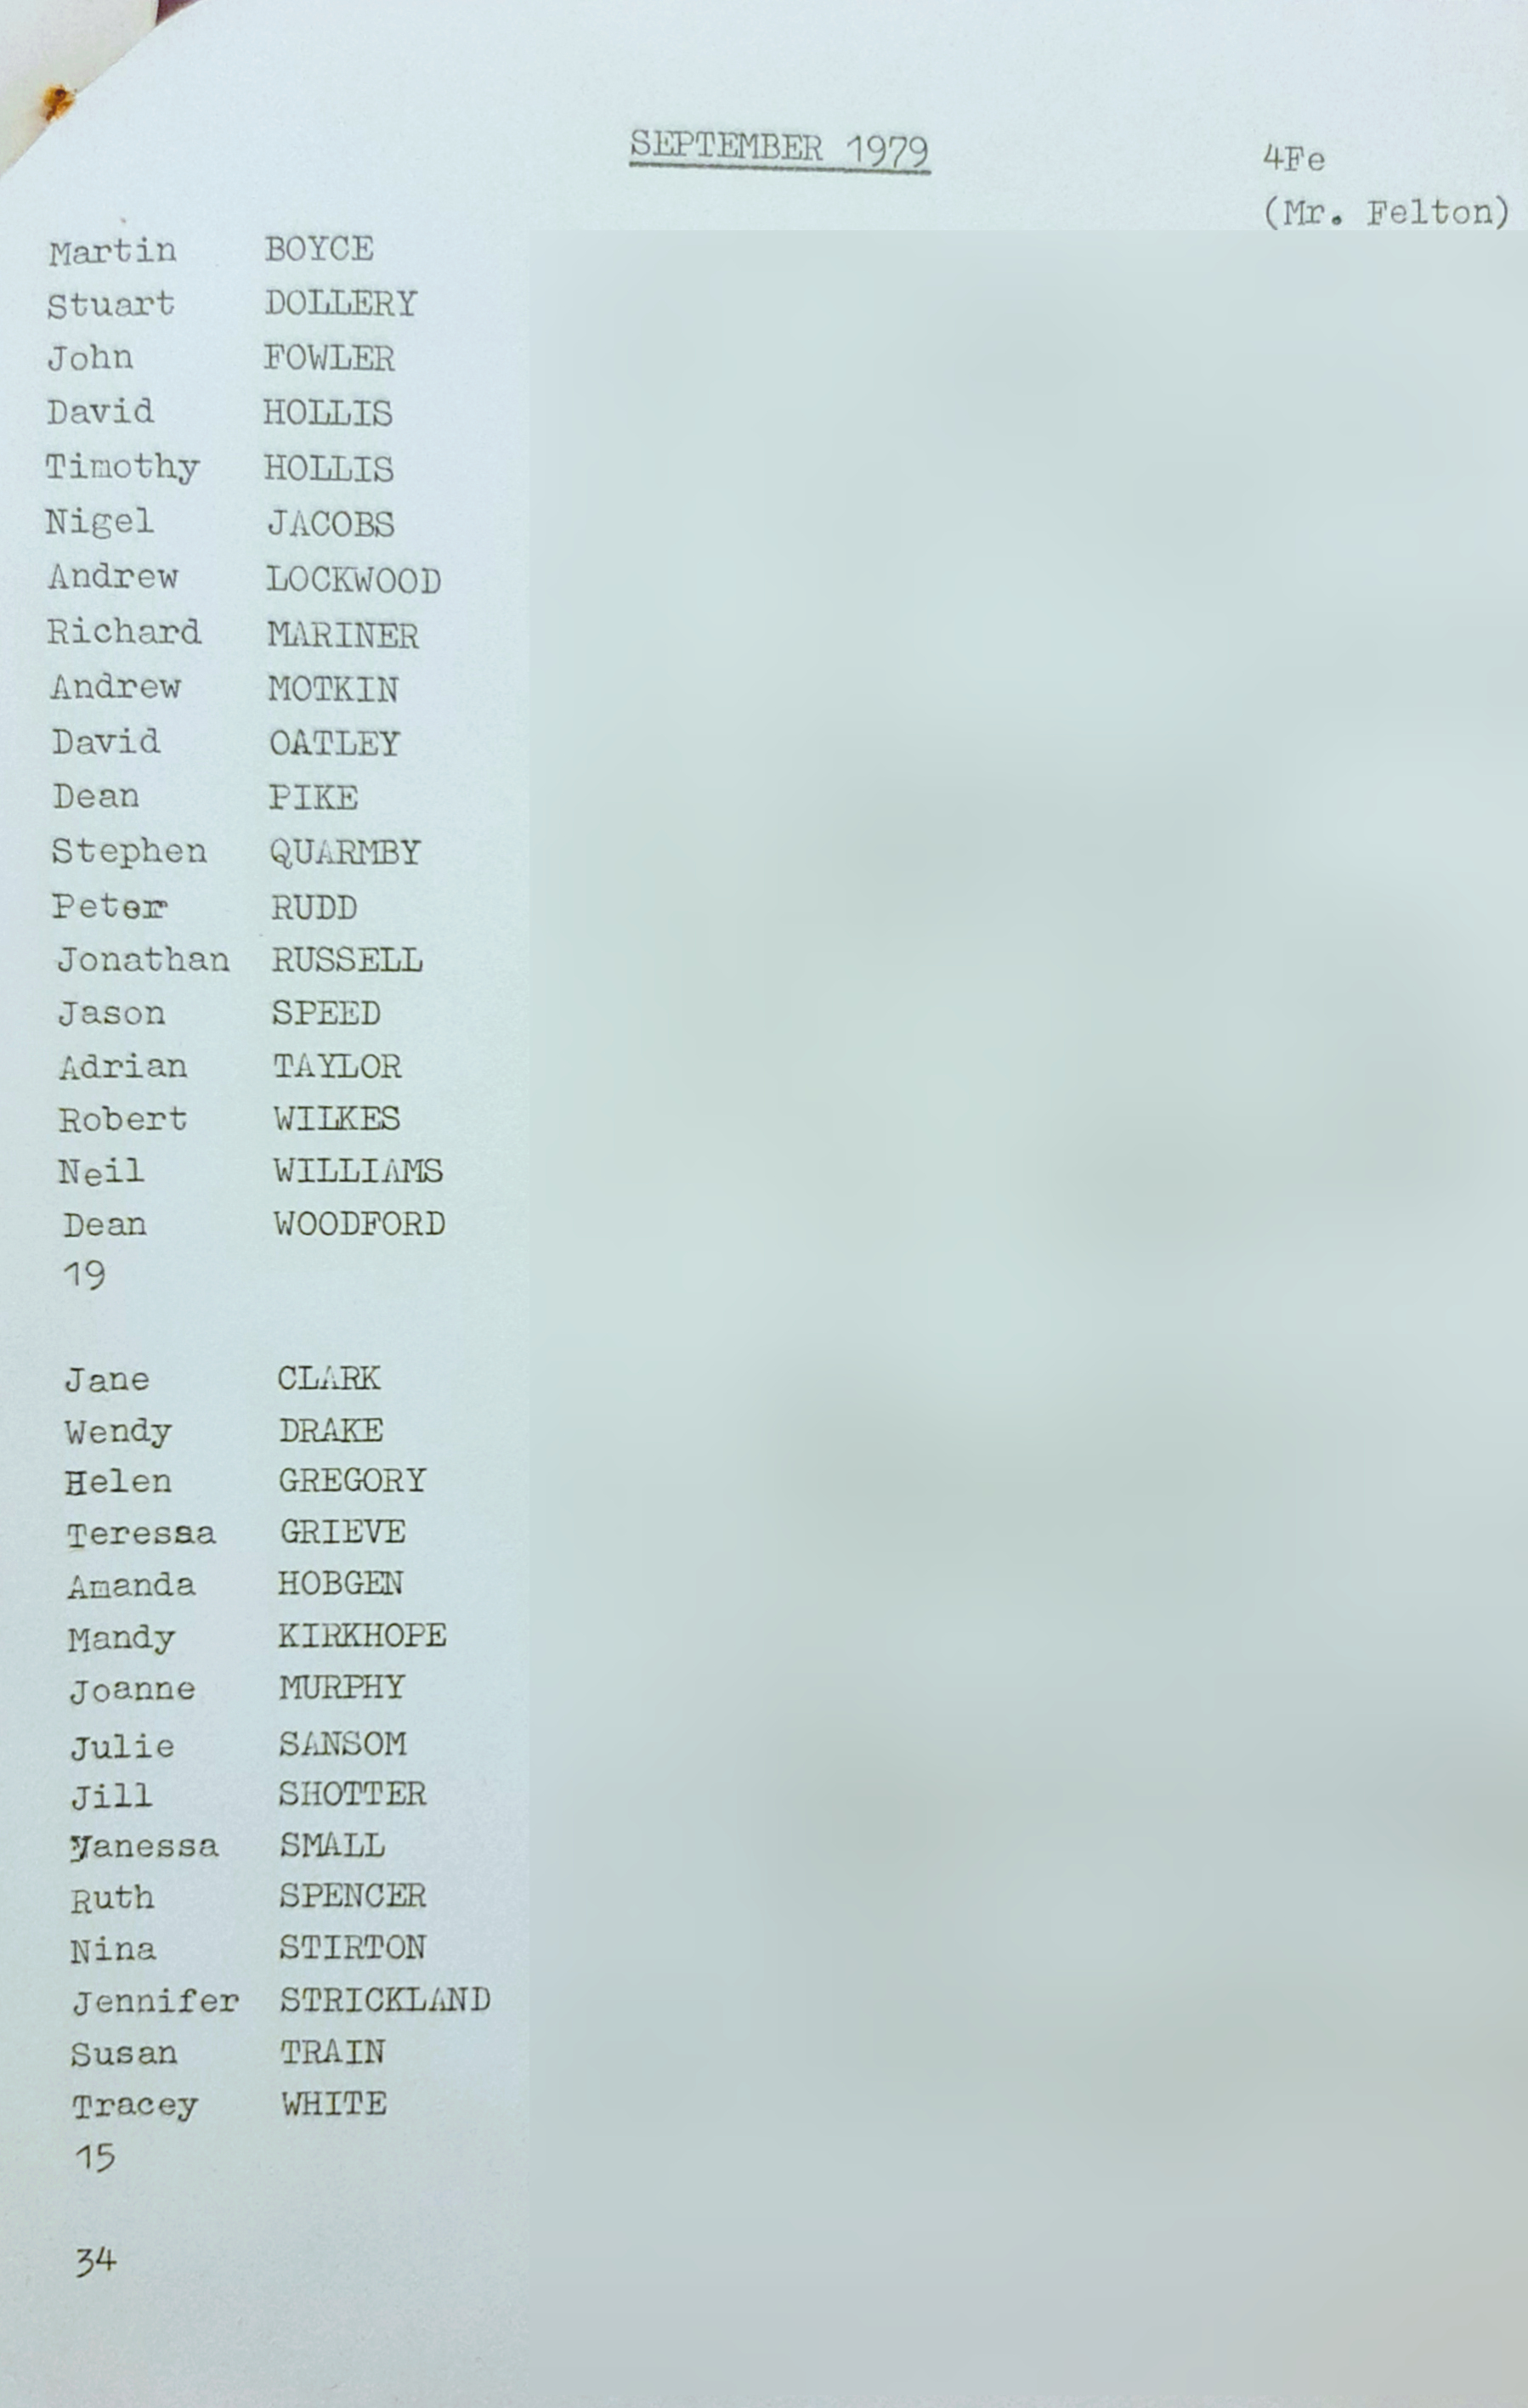 SEPTEMBER 1979
4Fe
(Mr. Felton)
Martin BOYCE
Stuart DOLLERY
John FOWLER
David HOLLIS
Timothy HOLLIS
Nigel JACOBS
Andrew LOCKWOOD
Richard MARINER
Andrew MOTKIN
David OATLEY
Dean PIKE
Stephen QUARMBY
Peter RUDD
Jonathan RUSSELL
Jason SPEED
Adrian TAYLOR
Robert WILKES
Neil WILLIAMS
Dean WOODFORD
19
Jane CLARK
Wendy DRAKE
Helen GREGORY
Teressa GRIEVE
Amanda HOBGEN
Mandy KIRKHOPE
Joanne MURPHY
Julie SANSOM
Jill SHOTTER
Vanessa SMALL
Ruth SPENCER
Nina STIRTON
Jennifer STRICKLAND
Susan TRAIN
Tracey WHITE
15
34